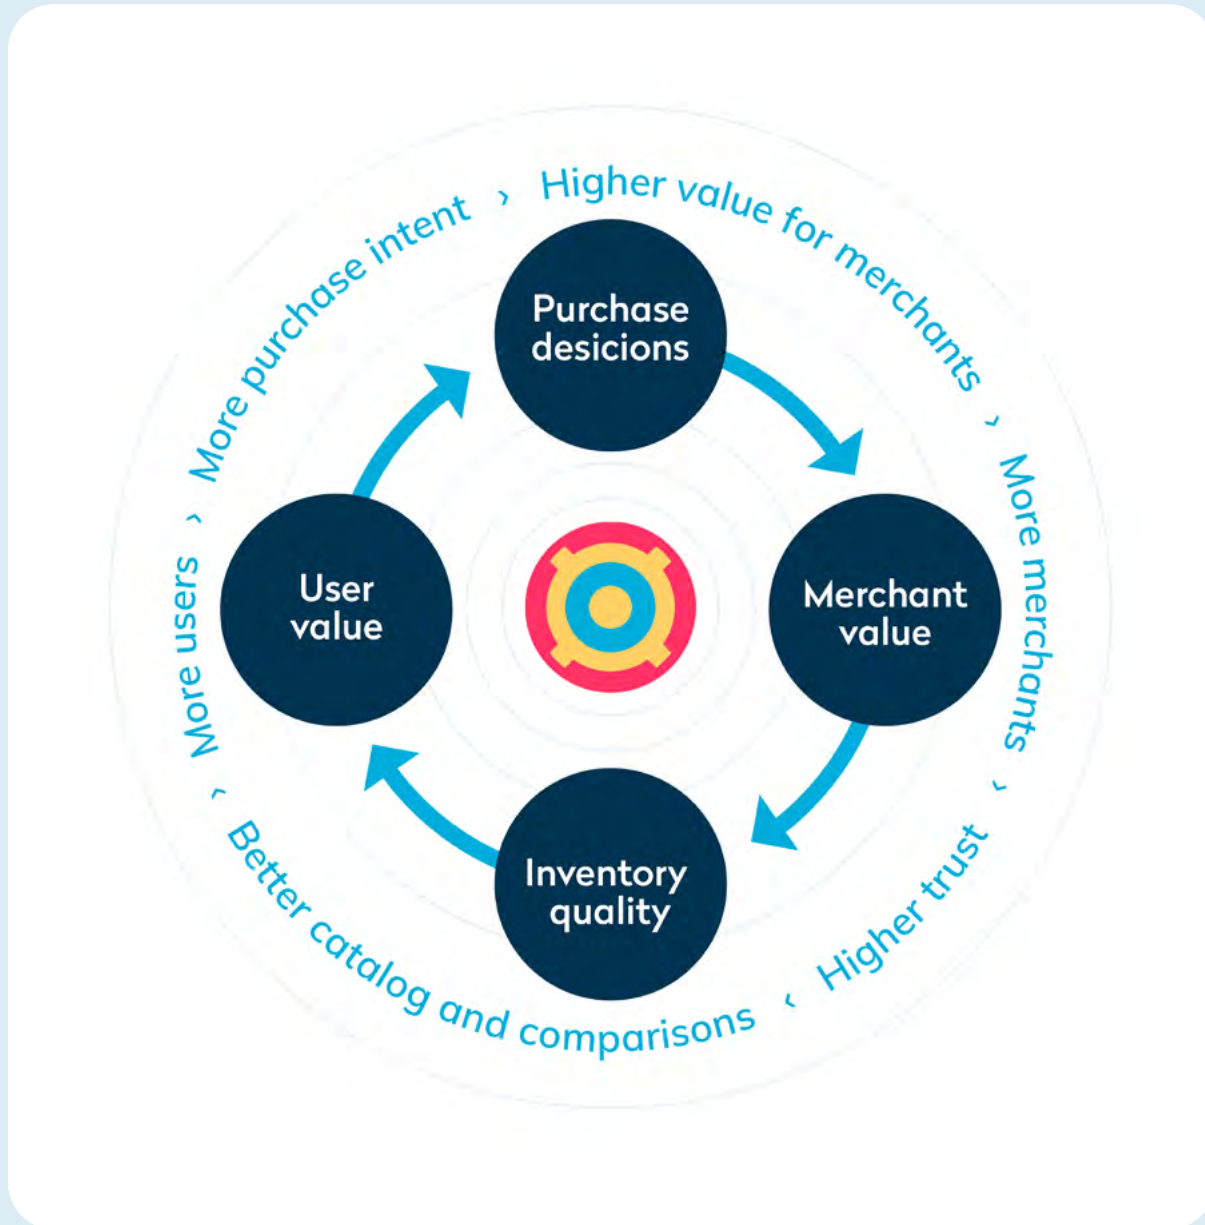 More purchase intent › Higher value for merchants › More merchants › Higher trust › Better catalog and comparisons › More users ›
Purchase
desicions
Merchant
value
Inventory
quality
User
value